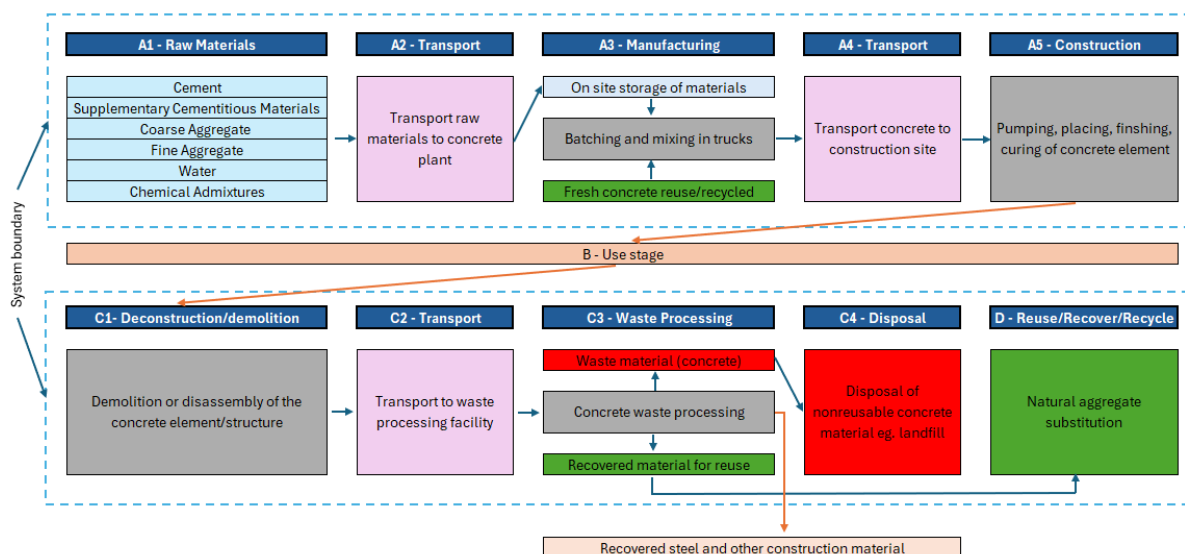 A1 - Raw Materials
A2 - Transport
A3 - Manufacturing
A4 - Transport
A5 - Construction
Cement
Supplementary Cementitious Materials
Coarse Aggregate
Fine Aggregate
Water
Chemical Admixtures
Transport raw
materials to concrete
plant
On site storage of materials
Batching and mixing in trucks
Fresh concrete reuse/recycled
Transport concrete to
construction site
Pumping, placing, finshing,
curing of concrete element
System boundary
B - Use stage
C1- Deconstruction/demolition
C2 - Transport
C3 - Waste Processing
C4 - Disposal
D - Reuse/Recover/Recycle
Demolition or disassembly of the
concrete element/structure
Transport to waste
processing facility
Waste material (concrete)
Concrete waste processing
Recovered material for reuse
Disposal of
nonreusable concrete
material eg. landfill
Natural aggregate
substitution
Recovered steel and other construction material